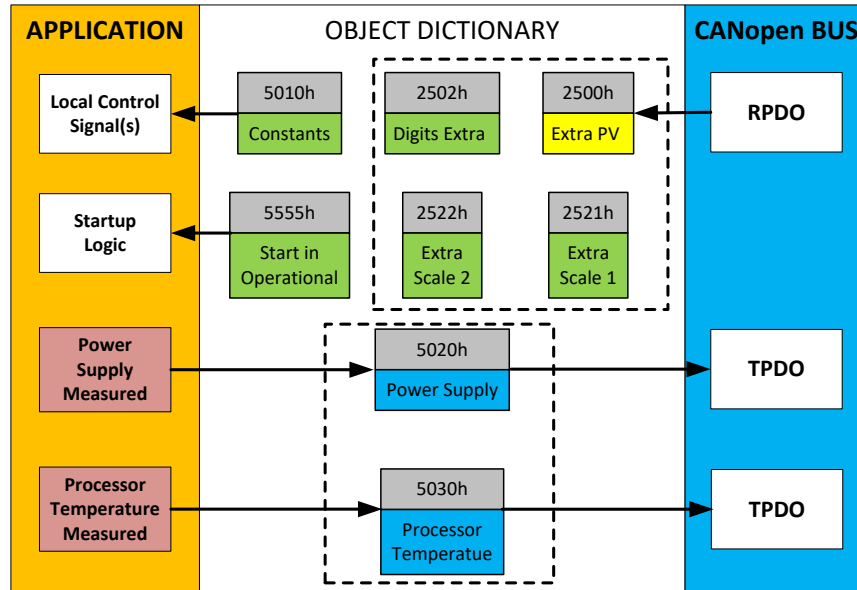 APPLICATION
OBJECT DICTIONARY
CANopen BUS
Local Control
Signal(s)
5010h
Constants
2502h
Digits Extra
2500h
Extra PV
RPDO
Startup
Logic
5555h
Start in
Operational
2522h
Extra
Scale 2
2521h
Extra
Scale 1
Power
Supply
Measured
5020h
Power Supply
TPDO
Processor
Temperature
Measured
5030h
Processor
Temperatue
TPDO